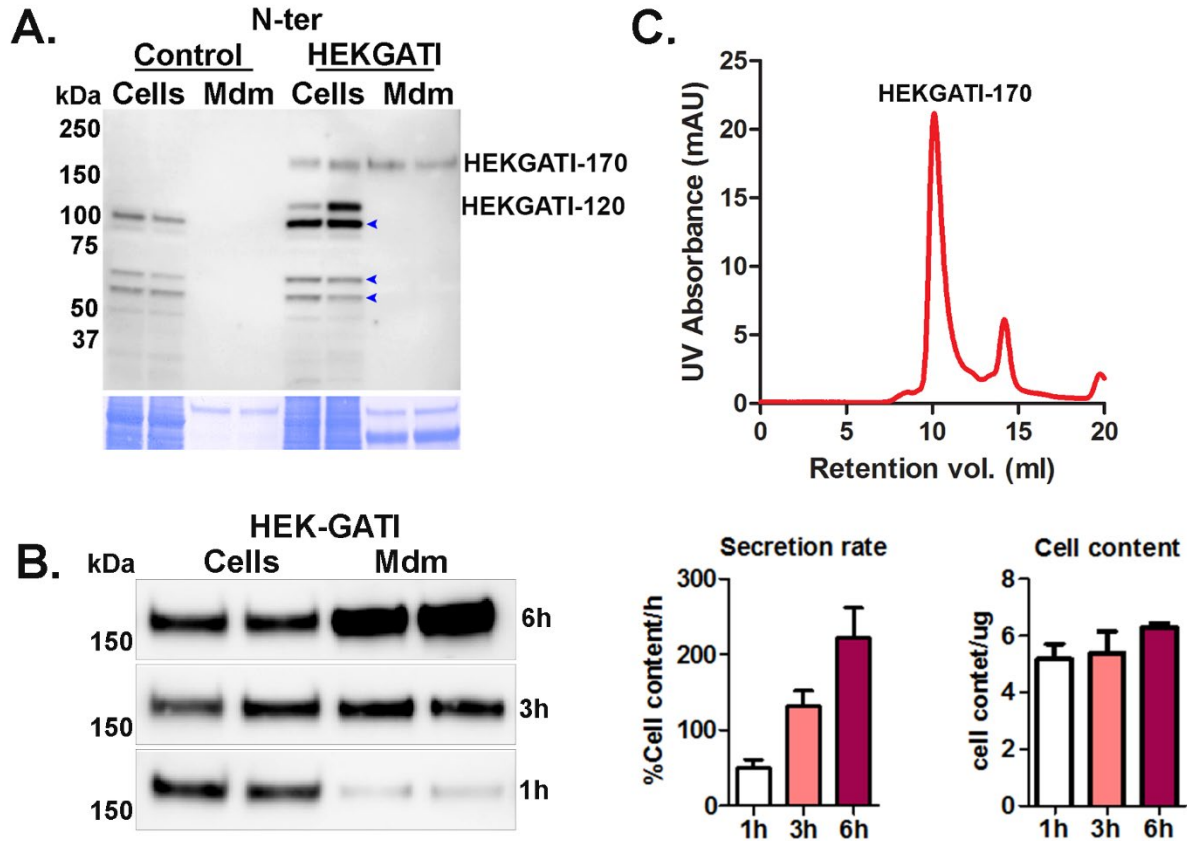 A.
N-ter
Control HEKGATI
kDa Cells Mdm Cells Mdm
250
150
100
75
50
37
HEKGATI-170
HEKGATI-120
C.
HEKGATI-170
UV Absorbance (mAU)
25
20
15
10
5
0
0 5 10 15 20
Retention vol. (ml)
B.
HEK-GATI
kDa Cells Mdm
150 6h
150 3h
150 1h
Secretion rate
%Cell content/h
300
200
100
0
1h 3h 6h
Cell content
cell contet/ug
8
6
4
2
0
1h 3h 6h